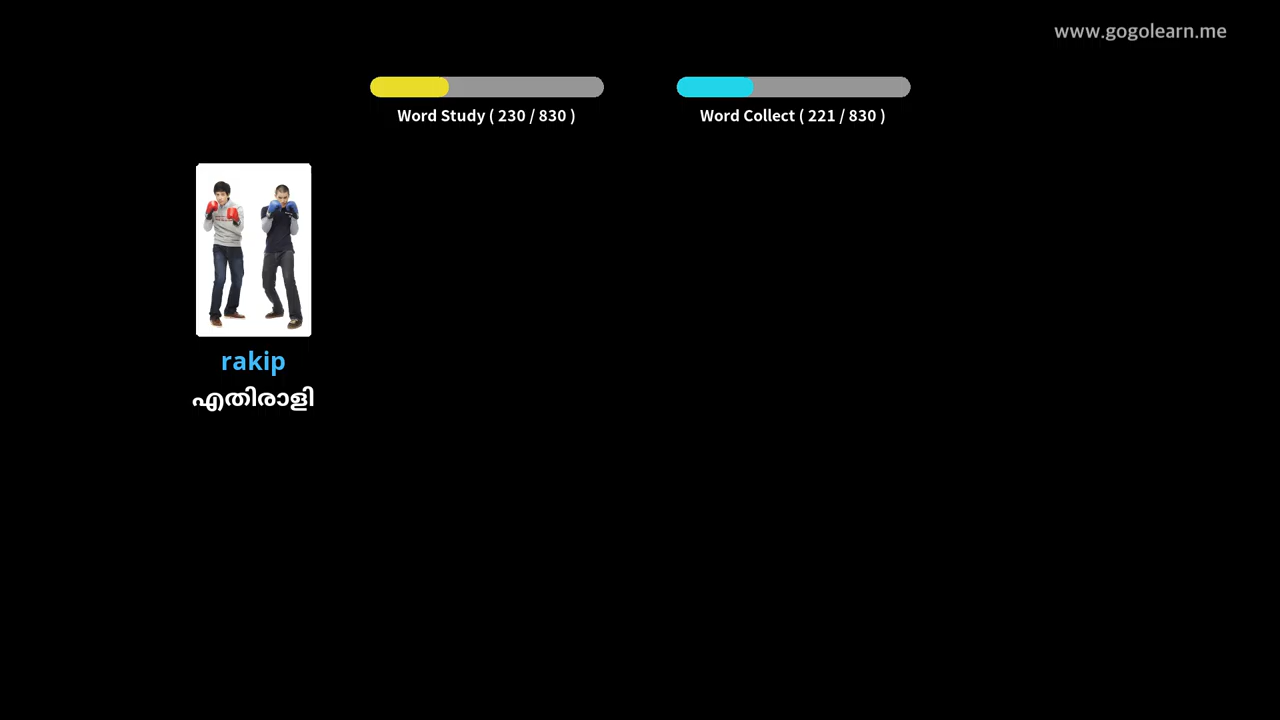 www.gogolearn.me
Word Study ( 230 / 830 )
Word Collect ( 221 / 830 )
rakip
എതിരാളി